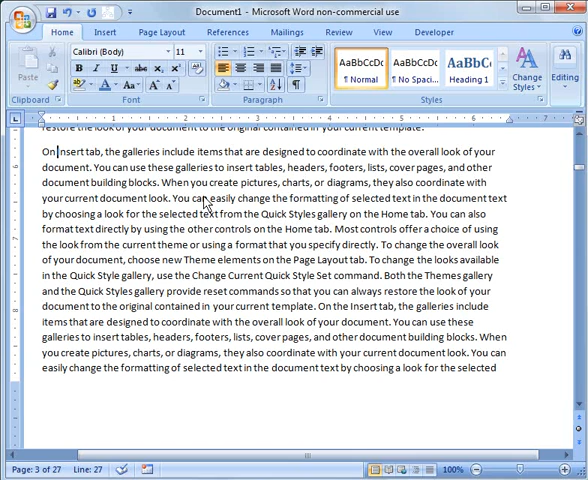 Document1 - Microsoft Word non-commercial use
Home Insert Page Layout References Mailings Review View Developer
Paste
Clipboard
Calibri (Body) 11
B I U abe x₂ x²
ab A Aa A A
Font
Paragraph
AaBbCcDc AaBbCcDc AaBbCc
¶ Normal ¶ No Spaci... Heading 1
Styles
Change Styles
Editing
restore the look of your document to the original contained in your current template.
On Insert tab, the galleries include items that are designed to coordinate with the overall look of your
document. You can use these galleries to insert tables, headers, footers, lists, cover pages, and other
document building blocks. When you create pictures, charts, or diagrams, they also coordinate with
your current document look. You can easily change the formatting of selected text in the document text
by choosing a look for the selected text from the Quick Styles gallery on the Home tab. You can also
format text directly by using the other controls on the Home tab. Most controls offer a choice of using
the look from the current theme or using a format that you specify directly. To change the overall look
of your document, choose new Theme elements on the Page Layout tab. To change the looks available
in the Quick Style gallery, use the Change Current Quick Style Set command. Both the Themes gallery
and the Quick Styles gallery provide reset commands so that you can always restore the look of your
document to the original contained in your current template. On the Insert tab, the galleries include
items that are designed to coordinate with the overall look of your document. You can use these
galleries to insert tables, headers, footers, lists, cover pages, and other document building blocks. When
you create pictures, charts, or diagrams, they also coordinate with your current document look. You can
easily change the formatting of selected text in the document text by choosing a look for the selected
Page: 3 of 27 Line: 27 100%